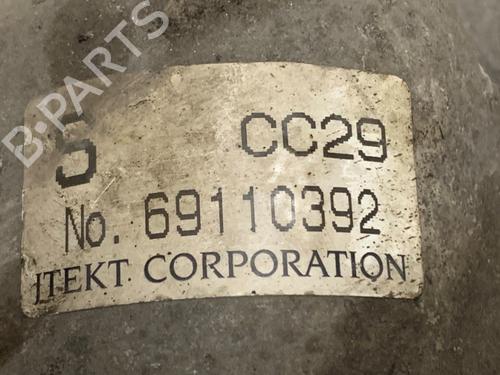 B-PARTS
5 CC29
No. 69110392
JTEKT CORPORATION